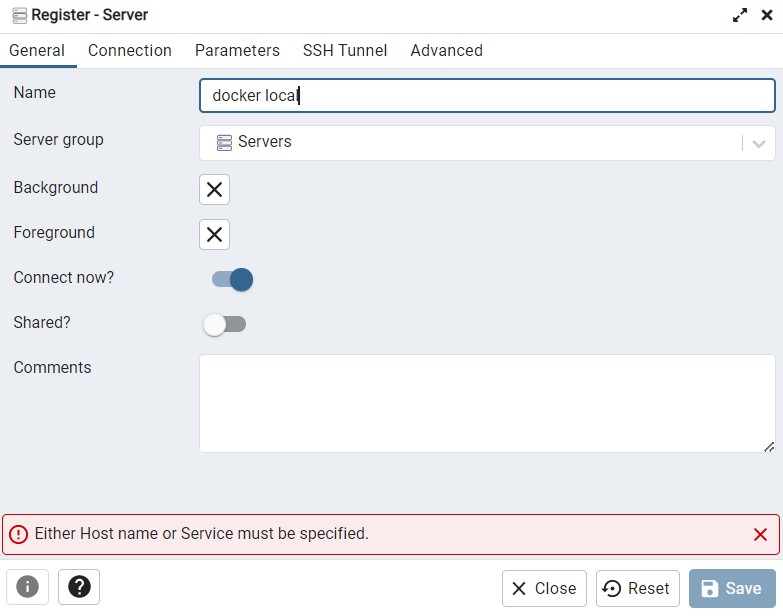 Register - Server
General Connection Parameters SSH Tunnel Advanced
Name docker local
Server group Servers
Background
Foreground
Connect now?
Shared?
Comments
Either Host name or Service must be specified.
Close Reset Save